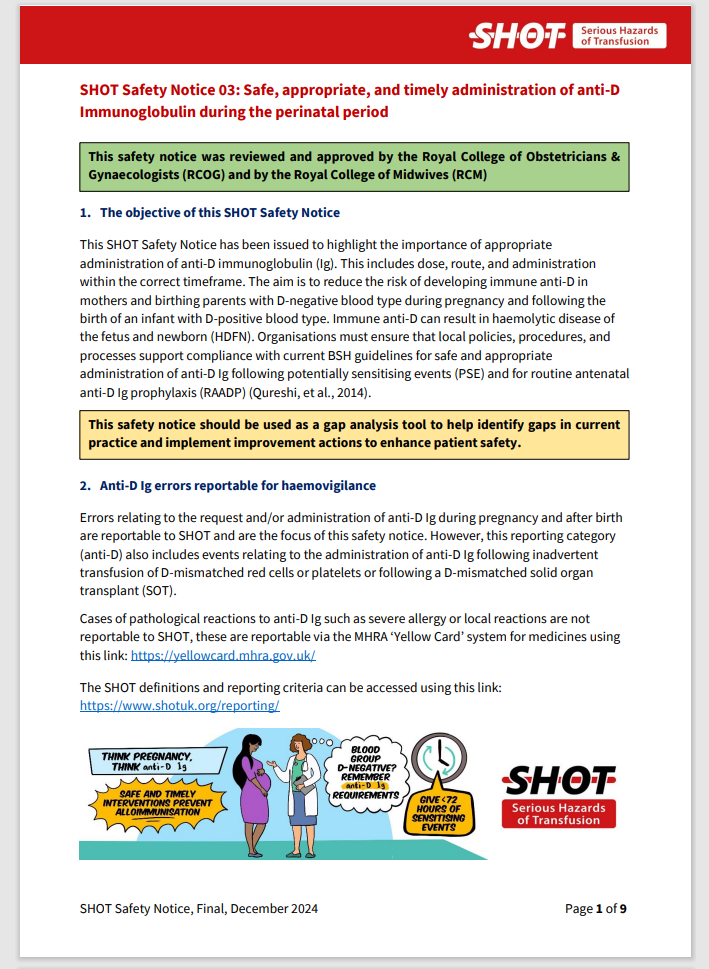 SHOT Serious Hazards
of Transfusion
SHOT Safety Notice 03: Safe, appropriate, and timely administration of anti-D
Immunoglobulin during the perinatal period
This safety notice was reviewed and approved by the Royal College of Obstetricians &
Gynaecologists (RCOG) and by the Royal College of Midwives (RCM)
1. The objective of this SHOT Safety Notice
This SHOT Safety Notice has been issued to highlight the importance of appropriate
administration of anti-D immunoglobulin (Ig). This includes dose, route, and administration
within the correct timeframe. The aim is to reduce the risk of developing immune anti-D in
mothers and birthing parents with D-negative blood type during pregnancy and following the
birth of an infant with D-positive blood type. Immune anti-D can result in haemolytic disease of
the fetus and newborn (HDFN). Organisations must ensure that local policies, procedures, and
processes support compliance with current BSH guidelines for safe and appropriate
administration of anti-D Ig following potentially sensitising events (PSE) and for routine antenatal
anti-D Ig prophylaxis (RAADP) (Qureshi, et al., 2014).
This safety notice should be used as a gap analysis tool to help identify gaps in current
practice and implement improvement actions to enhance patient safety.
2. Anti-D Ig errors reportable for haemovigilance
Errors relating to the request and/or administration of anti-D Ig during pregnancy and after birth
are reportable to SHOT and are the focus of this safety notice. However, this reporting category
(anti-D) also includes events relating to the administration of anti-D Ig following inadvertent
transfusion of D-mismatched red cells or platelets or following a D-mismatched solid organ
transplant (SOT).
Cases of pathological reactions to anti-D Ig such as severe allergy or local reactions are not
reportable to SHOT, these are reportable via the MHRA ‘Yellow Card’ system for medicines using
this link: https://yellowcard.mhra.gov.uk/
The SHOT definitions and reporting criteria can be accessed using this link:
https://www.shotuk.org/reporting/
THINK PREGNANCY,
THINK anti-D Ig
SAFE AND TIMELY
INTERVENTIONS PREVENT
ALLOIMMUNISATION
BLOOD
GROUP
D-NEGATIVE?
REMEMBER
anti-D Ig
REQUIREMENTS
GIVE <72
HOURS OF
SENSITISING
EVENTS
SHOT
Serious Hazards
of Transfusion
SHOT Safety Notice, Final, December 2024
Page 1 of 9